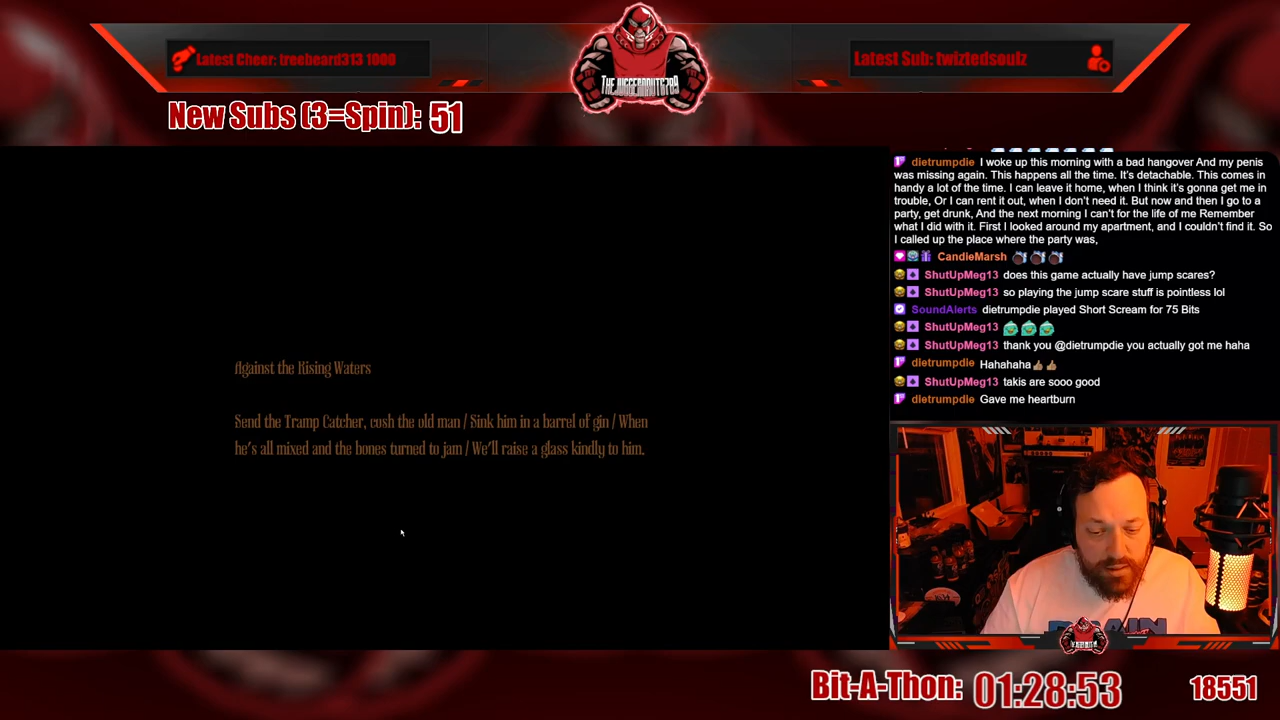 Latest Cheer: treebeard313 1000
THEJUGGERNAUT6789
Latest Sub: twiztedsoulz
New Subs (3=Spin): 51
dietrumpdie I woke up this morning with a bad hangover And my penis
was missing again. This happens all the time. It's detachable. This comes in
handy a lot of the time. I can leave it home, when I think it's gonna get me in
trouble, Or I can rent it out, when I don't need it. But now and then I go to a
party, get drunk, And the next morning I can't for the life of me Remember
what I did with it. First I looked around my apartment, and I couldn't find it. So
I called up the place where the party was,
CandieMarsh
ShutUpMeg13 does this game actually have jump scares?
ShutUpMeg13 so playing the jump scare stuff is pointless lol
SoundAlerts dietrumpdie played Short Scream for 75 Bits
ShutUpMeg13
ShutUpMeg13 thank you @dietrumpdie you actually got me haha
dietrumpdie Hahahaha👍🏽👍🏽
ShutUpMeg13 takis are sooo good
dietrumpdie Gave me heartburn
Against the Rising Waters
Send the Tramp Catcher, cosh the old man / Sink him in a barrel of gin / When
he's all mixed and the bones turned to jam / We'll raise a glass kindly to him.
Bit-A-Thon: 01:28:53 18551